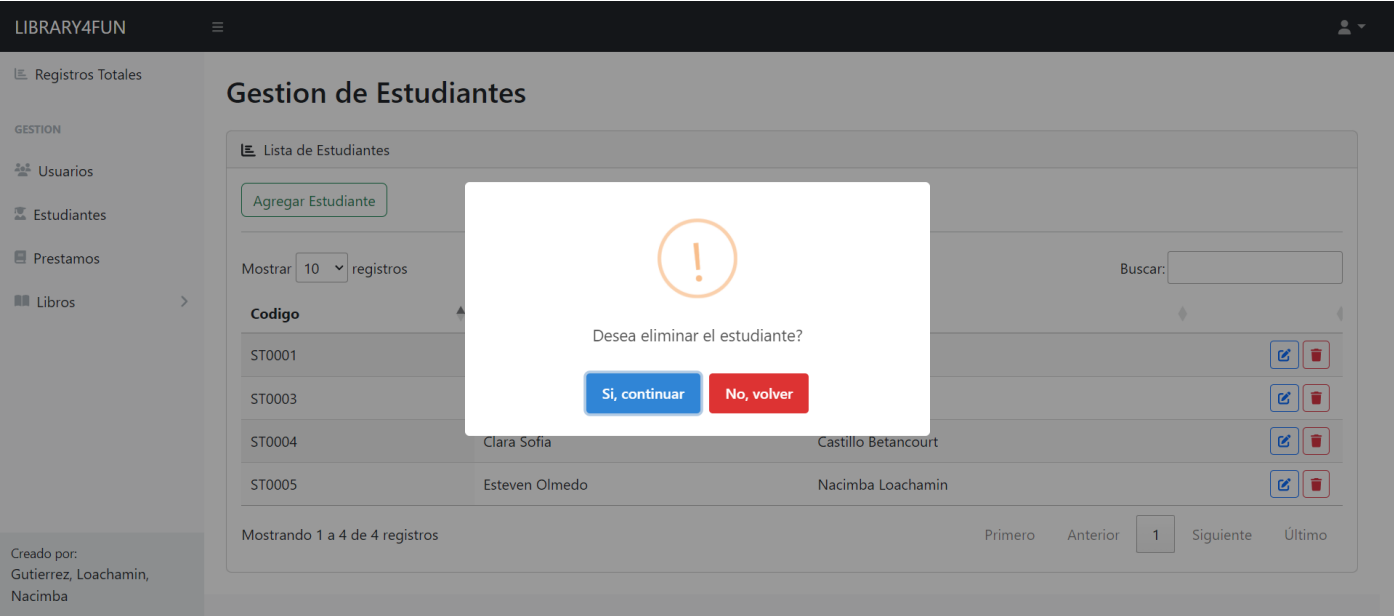 LIBRARY4FUN
Registros Totales
GESTION
Usuarios
Estudiantes
Prestamos
Libros
Creado por:
Gutierrez, Loachamin,
Nacimba
Gestion de Estudiantes
Lista de Estudiantes
Agregar Estudiante
Mostrar 10 registros
Buscar:
Codigo
ST0001
ST0003
ST0004 Clara Sofia Castillo Betancourt
ST0005 Esteven Olmedo Nacimba Loachamin
Mostrando 1 a 4 de 4 registros
Primero Anterior 1 Siguiente Último
!
Desea eliminar el estudiante?
Si, continuar No, volver